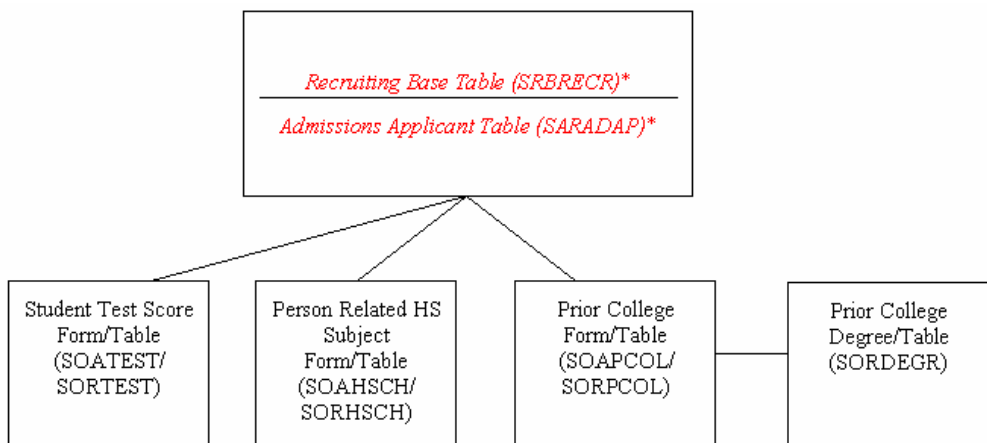 Recruiting Base Table (SRBRECR)*
Admissions Applicant Table (SARADAP)*
Student Test Score
Form/Table
(SOATEST/
SORTEST)
Person Related HS
Subject
Form/Table
(SOAHSCH/
SORHSCH)
Prior College
Form/Table
(SOAPCOL/
SORPCOL)
Prior College
Degree/Table
(SORDEGR)